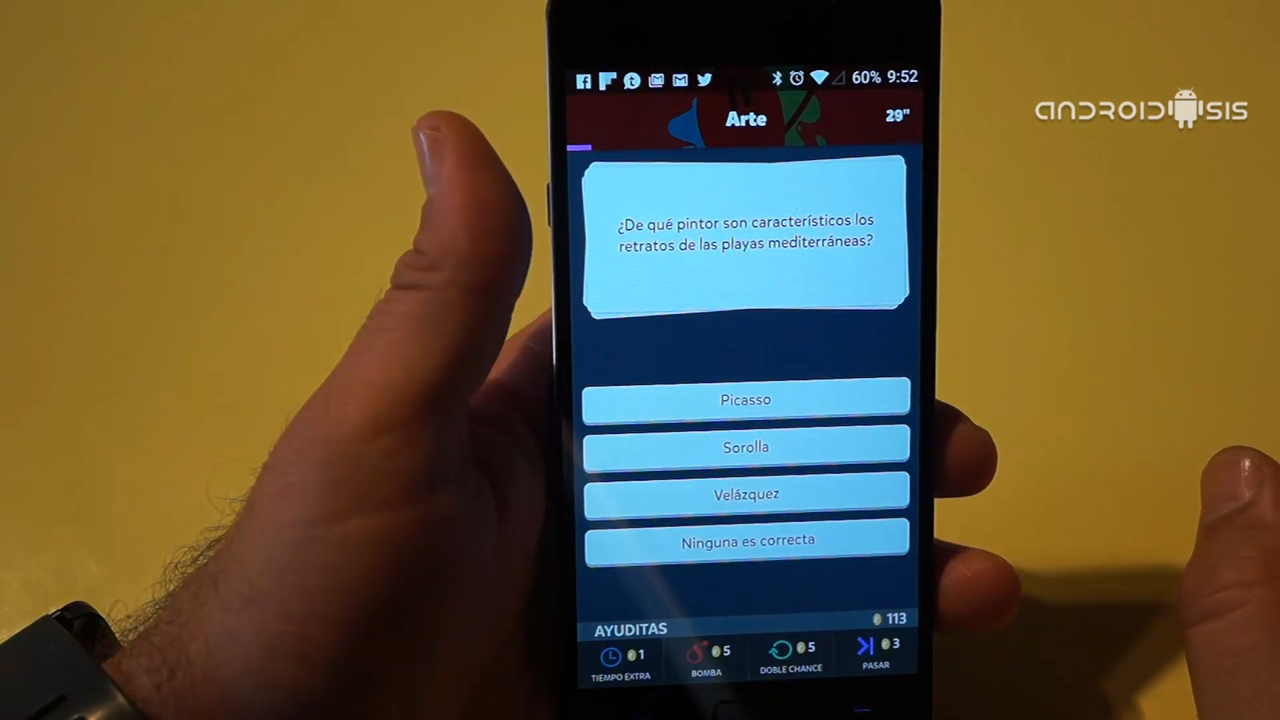 60% 9:52
Arte
29"
ANDROIDSIS
¿De qué pintor son característicos los
retratos de las playas mediterráneas?
Picasso
Sorolla
Velázquez
Ninguna es correcta
AYUDITAS
113
1
5
5
3
TIEMPO EXTRA
BOMBA
DOBLE CHANCE
PASAR